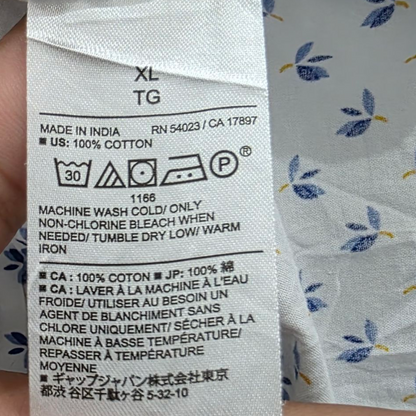 XL
TG
MADE IN INDIA RN 54023 / CA 17897
■ US: 100% COTTON
30 P ®
1166
MACHINE WASH COLD/ ONLY
NON-CHLORINE BLEACH WHEN
NEEDED/ TUMBLE DRY LOW/ WARM
IRON
■ CA : 100% COTON ■ JP: 100% 綿
■ CA : LAVER À LA MACHINE À L'EAU
FROIDE/ UTILISER AU BESOIN UN
AGENT DE BLANCHIMENT SANS
CHLORE UNIQUEMENT/ SÉCHER À LA
MACHINE À BASSE TEMPÉRATURE/
REPASSER À TEMPÉRATURE
MOYENNE
■ ギャップジャパン株式会社東京
都渋 谷区千駄ケ谷 5-32-10